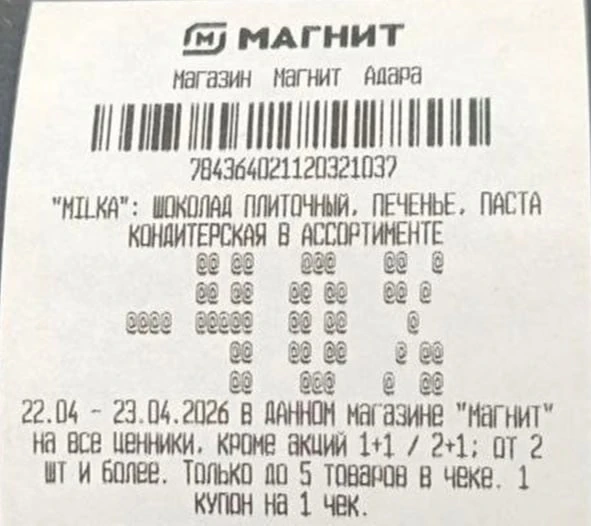 МАГНИТ
Магазин Магнит Адара
784364021120321037
"MILKA": ШОКОЛАД ПЛИТОЧНЫЙ, ПЕЧЕНЬЕ, ПАСТА
КОНДИТЕРСКАЯ В АССОРТИМЕНТЕ
-40%
22.04 - 23.04.2026 В ДАННОМ магазине "Магнит"
на все ценники, кроме акций 1+1 / 2+1; от 2
шт и более. Только до 5 товаров в чеке. 1
купон на 1 чек.